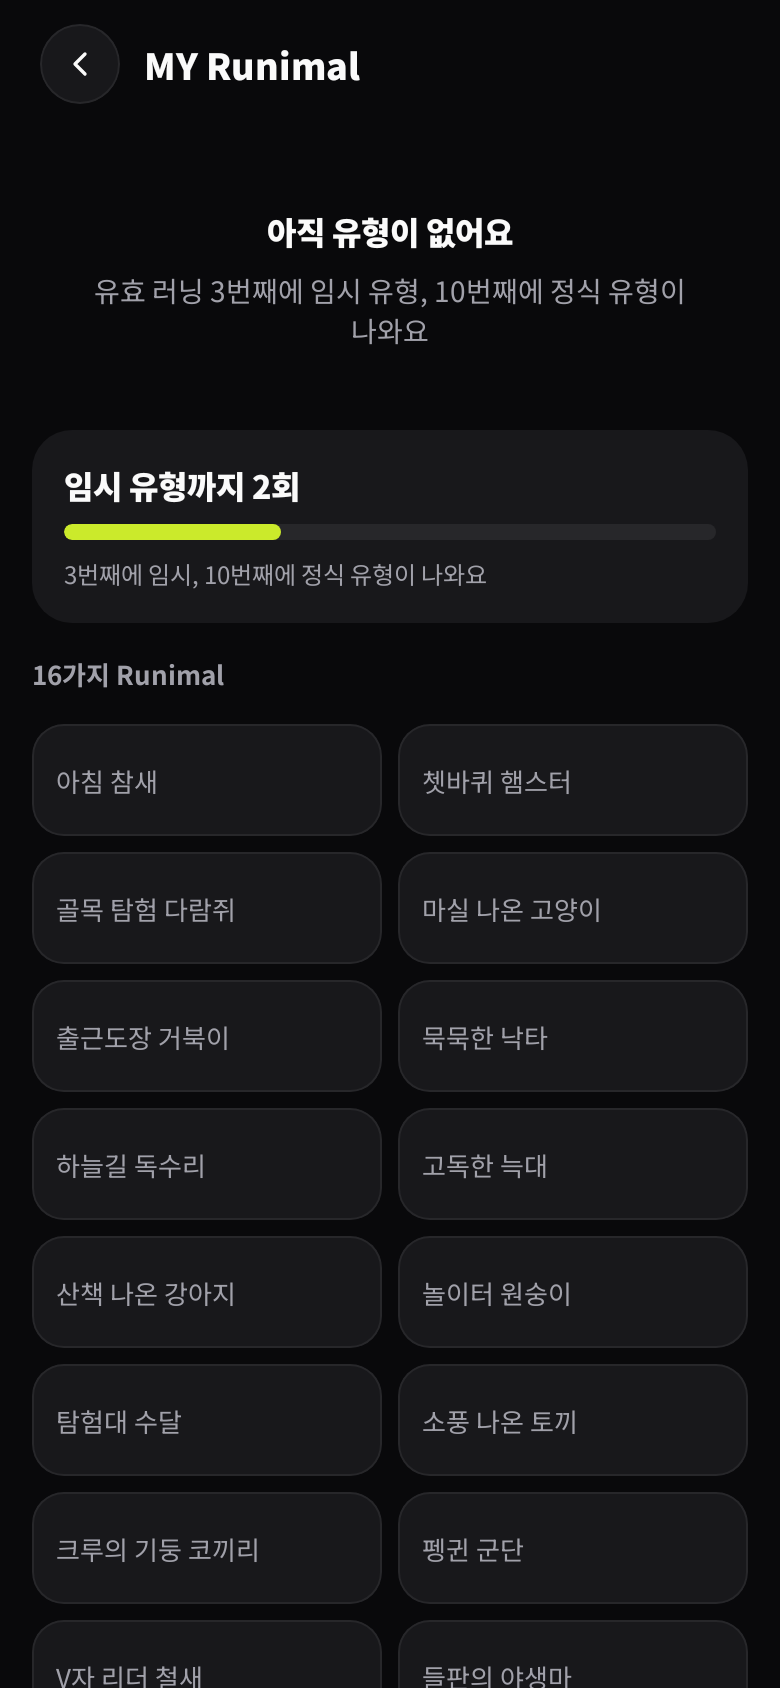 MY Runimal
아직 유형이 없어요
유효 러닝 3번째에 임시 유형, 10번째에 정식 유형이
나와요
임시 유형까지 2회
3번째에 임시, 10번째에 정식 유형이 나와요
16가지 Runimal
아침 참새
쳇바퀴 햄스터
골목 탐험 다람쥐
마실 나온 고양이
출근도장 거북이
묵묵한 낙타
하늘길 독수리
고독한 늑대
산책 나온 강아지
놀이터 원숭이
탐험대 수달
소풍 나온 토끼
크루의 기둥 코끼리
펭귄 군단
V자 리더 철새
들판의 야생마